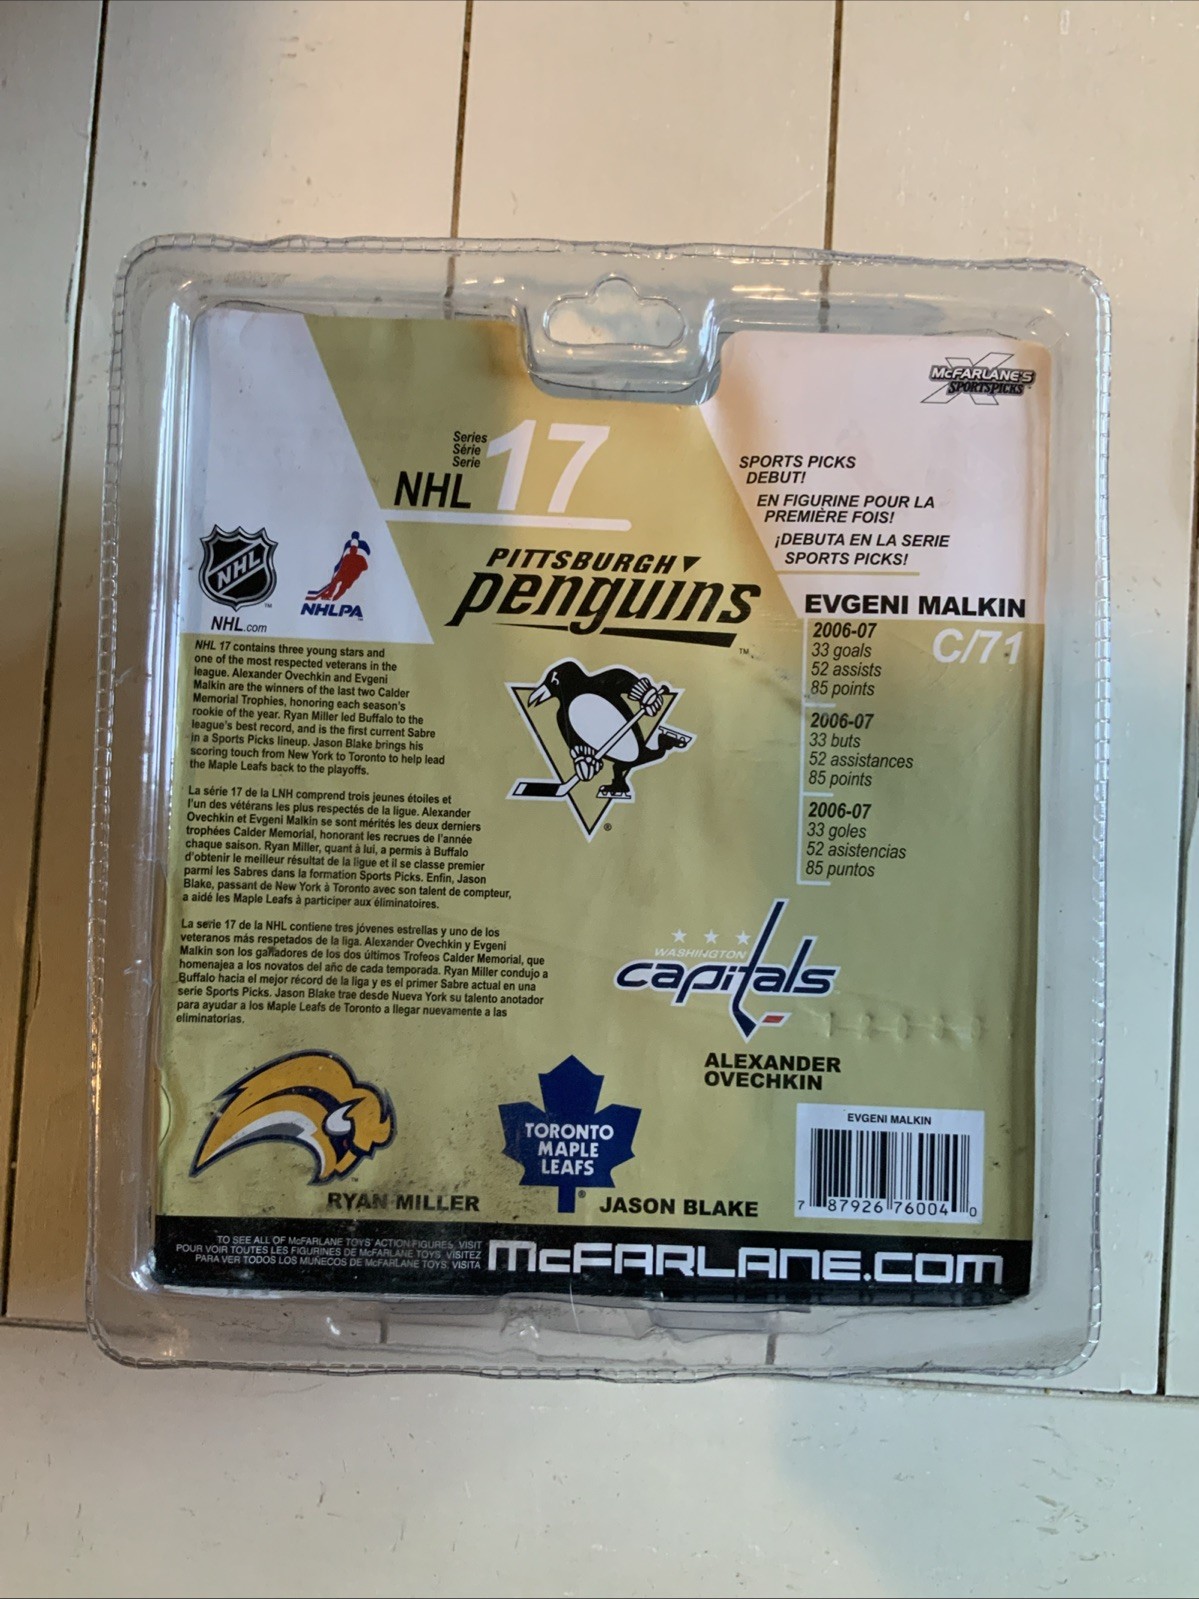 McFARLANE'S
SPORTSPICKS
Series
Série
Serie
NHL 17
SPORTS PICKS
DEBUT!
EN FIGURINE POUR LA
PREMIÈRE FOIS!
¡DEBUTA EN LA SERIE
SPORTS PICKS!
NHL
TM
NHL.com
NHLPA
PITTSBURGH
penguins
TM
EVGENI MALKIN
C/71
2006-07
33 goals
52 assists
85 points
2006-07
33 buts
52 assistances
85 points
2006-07
33 goles
52 asistencias
85 puntos
NHL 17 contains three young stars and
one of the most respected veterans in the
league. Alexander Ovechkin and Evgeni
Malkin are the winners of the last two Calder
Memorial Trophies, honoring each season's
rookie of the year. Ryan Miller led Buffalo to the
league's best record, and is the first current Sabre
in a Sports Picks lineup. Jason Blake brings his
scoring touch from New York to Toronto to help lead
the Maple Leafs back to the playoffs.
La série 17 de la LNH comprend trois jeunes étoiles et
l'un des vétérans les plus respectés de la ligue. Alexander
Ovechkin et Evgeni Malkin se sont mérités les deux derniers
trophées Calder Memorial, honorant les recrues de l'année
chaque saison. Ryan Miller, quant à lui, a permis à Buffalo
d'obtenir le meilleur résultat de la ligue et il se classe premier
parmi les Sabres dans la formation Sports Picks. Enfin, Jason
Blake, passant de New York à Toronto avec son talent de compteur,
a aidé les Maple Leafs à participer aux éliminatoires.
La serie 17 de la NHL contiene tres jóvenes estrellas y uno de los
veteranos más respetados de la liga. Alexander Ovechkin y Evgeni
Malkin son los gañadores de los dos últimos Trofeos Calder Memorial, que
homenajea a los novatos del año de cada temporada. Ryan Miller condujo a
Buffalo hacia el mejor récord de la liga y es el primer Sabre actual en una
serie Sports Picks. Jason Blake trae desde Nueva York su talento anotador
para ayudar a los Maple Leafs de Toronto a llegar nuevamente a las
eliminatorias.
®
WASHINGTON
capitals
ALEXANDER
OVECHKIN
RYAN MILLER
TORONTO
MAPLE
LEAFS
®
JASON BLAKE
EVGENI MALKIN
7 87926 76004 0
TO SEE ALL OF McFARLANE TOYS ACTION FIGURES, VISIT
POUR VOIR TOUTES LES FIGURINES DE McFARLANE TOYS, VISITEZ
PARA VER TODOS LOS MUÑECOS DE McFARLANE TOYS, VISITA
McFARLANE.COM